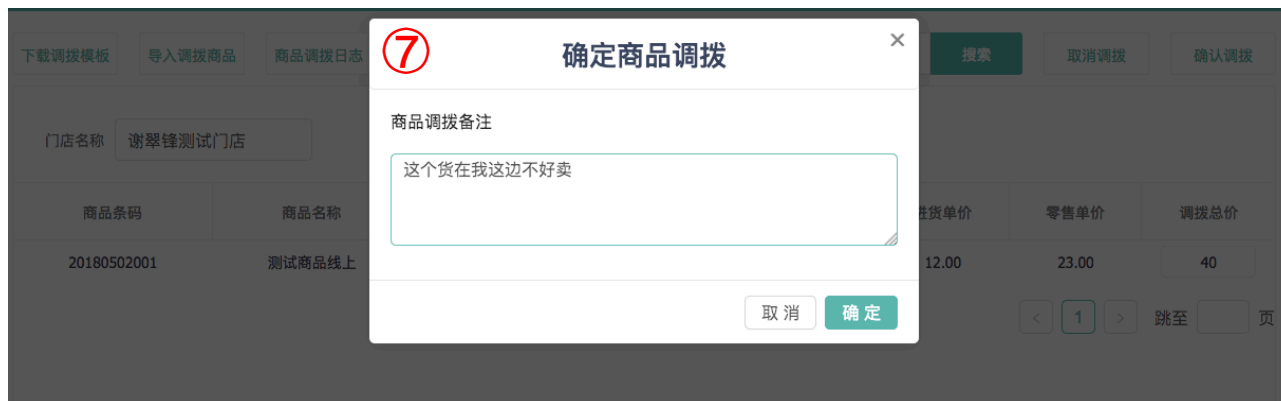 下载调拨模板
导入调拨商品
商品调拨日志
⑦
确定商品调拨
搜索
取消调拨
确认调拨
商品调拨备注
门店名称
谢翠锋测试门店
这个货在我这边不好卖
商品条码
商品名称
货单价
零售单价
调拨总价
20180502001
测试商品线上
12.00
23.00
40
取 消
确 定
<
1
>
跳至
页